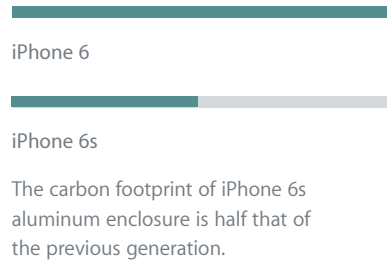 iPhone 6
iPhone 6s
The carbon footprint of iPhone 6s
aluminum enclosure is half that of
the previous generation.